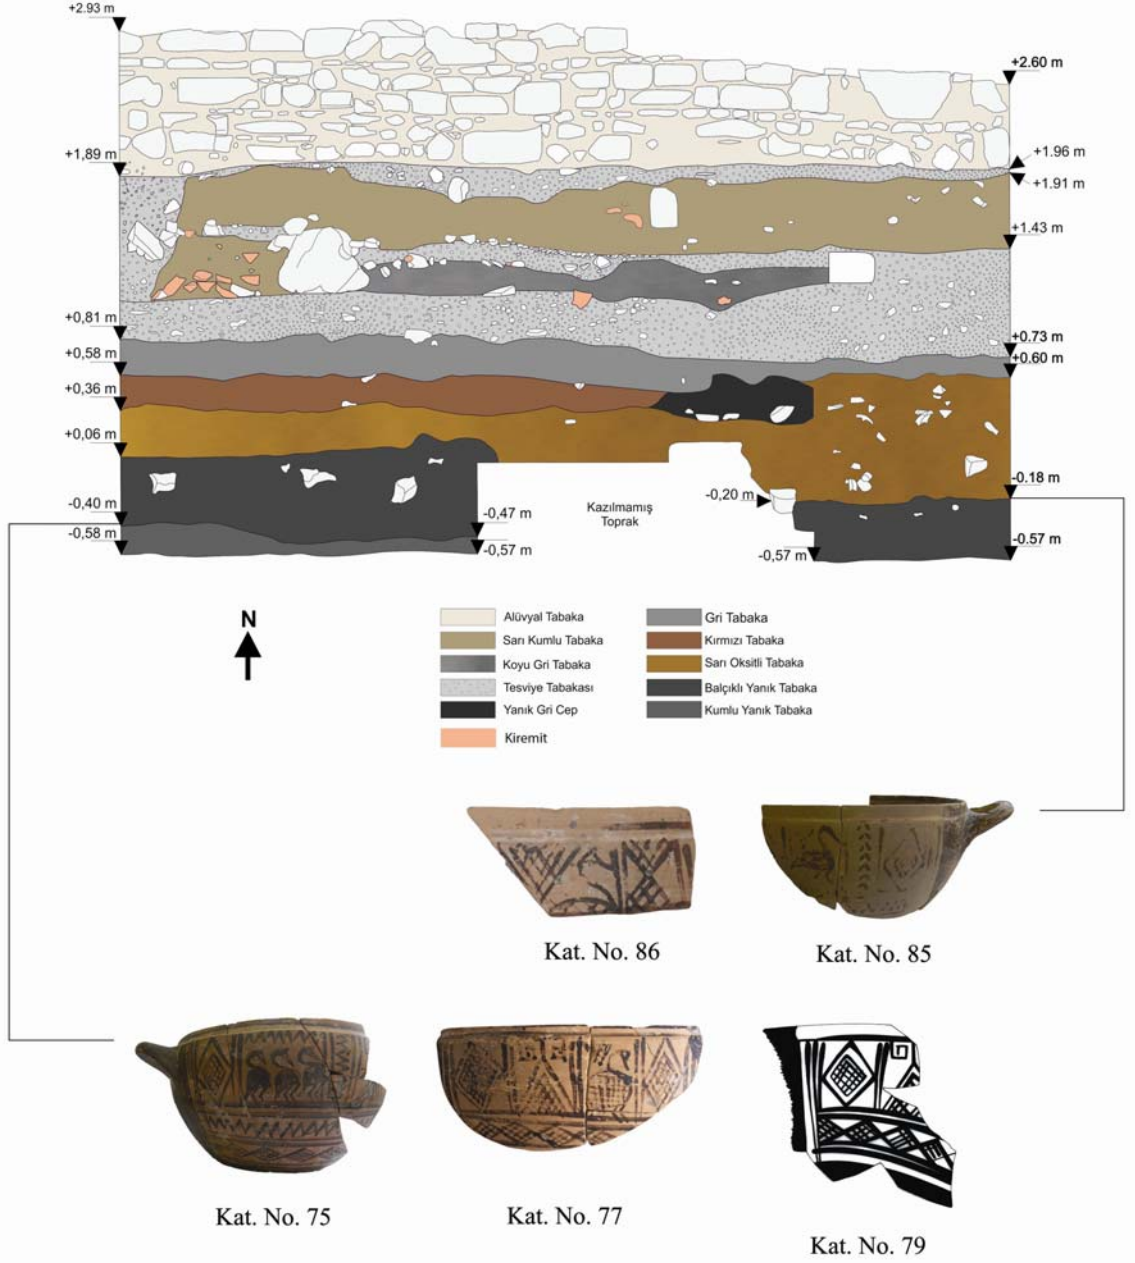 +2.93 m
+2.60 m
+1,89 m
+1.96 m
+1.91 m
+1.43 m
+0,81 m
+0.73 m
+0,58 m
+0.60 m
+0,36 m
+0,06 m
-0.18 m
-0,20 m
-0,40 m
-0,47 m
Kazılmamış
Toprak
-0,58 m
-0,57 m
-0,57 m
-0.57 m
N
Alüvyal Tabaka
Sarı Kumlu Tabaka
Koyu Gri Tabaka
Tesviye Tabakası
Yanık Gri Cep
Kiremit
Gri Tabaka
Kırmızı Tabaka
Sarı Oksitli Tabaka
Balçıklı Yanık Tabaka
Kumlu Yanık Tabaka
Kat. No. 86
Kat. No. 85
Kat. No. 75
Kat. No. 77
Kat. No. 79